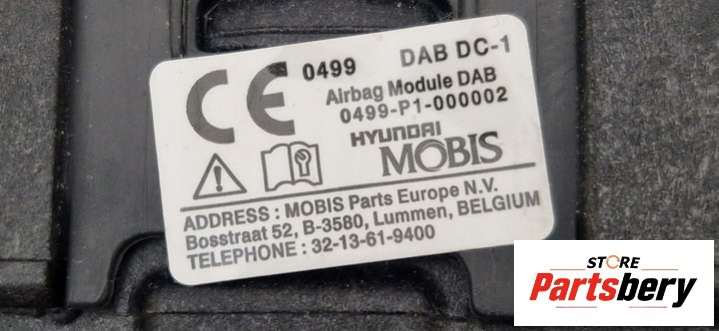 CE 0499 DAB DC-1
Airbag Module DAB
0499-P1-000002
HYUNDAI
MOBIS
ADDRESS : MOBIS Parts Europe N.V.
Bosstraat 52, B-3580, Lummen, BELGIUM
TELEPHONE : 32-13-61-9400
STORE
Partsbery